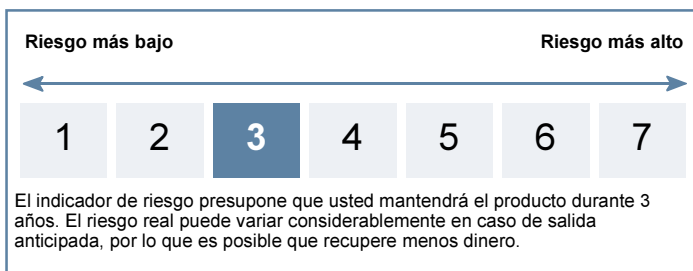 Riesgo más bajo Riesgo más alto
1 2 3 4 5 6 7
El indicador de riesgo presupone que usted mantendrá el producto durante 3
años. El riesgo real puede variar considerablemente en caso de salida
anticipada, por lo que es posible que recupere menos dinero.